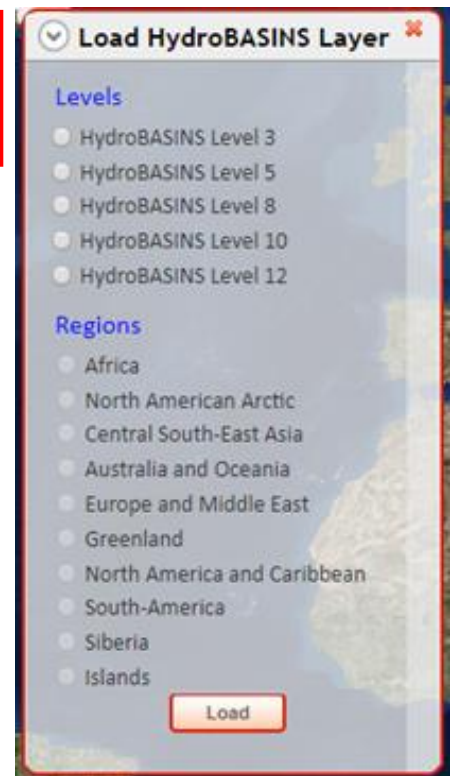 Load HydroBASINS Layer
Levels
HydroBASINS Level 3
HydroBASINS Level 5
HydroBASINS Level 8
HydroBASINS Level 10
HydroBASINS Level 12
Regions
Africa
North American Arctic
Central South-East Asia
Australia and Oceania
Europe and Middle East
Greenland
North America and Caribbean
South-America
Siberia
Islands
Load